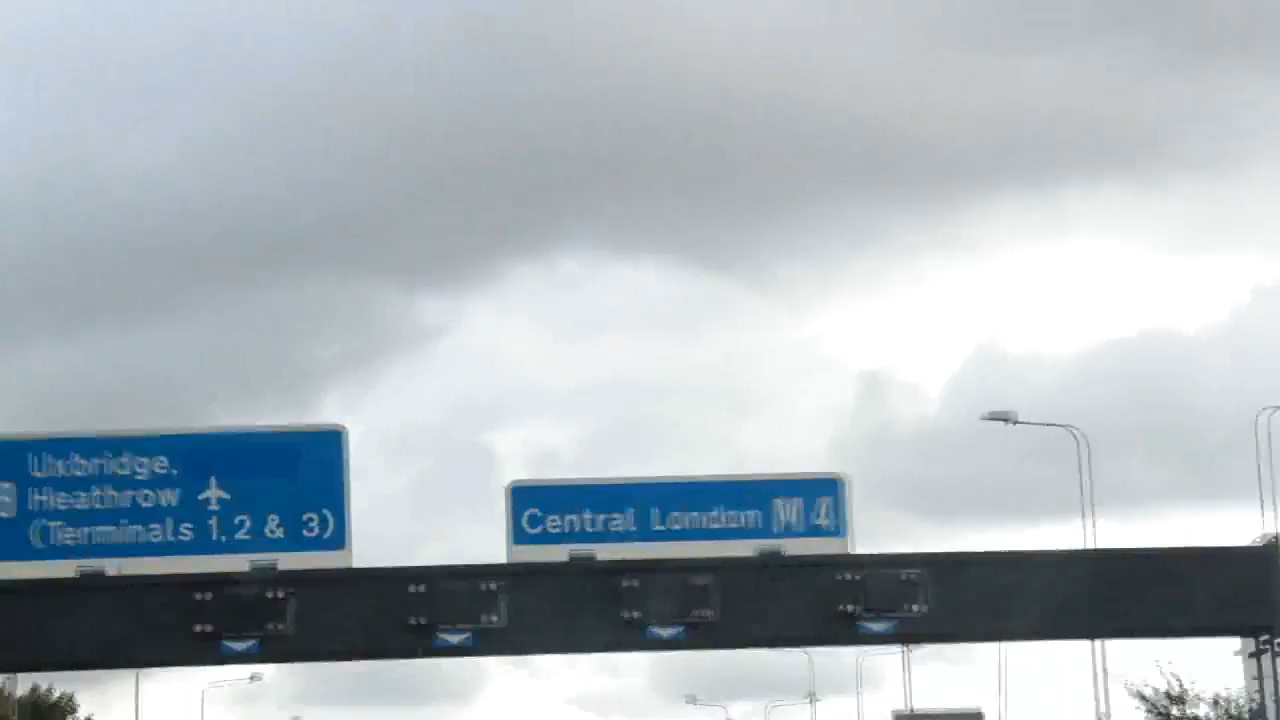 Uxbridge,
Heathrow
(Terminals 1,2 & 3)
Central London M4